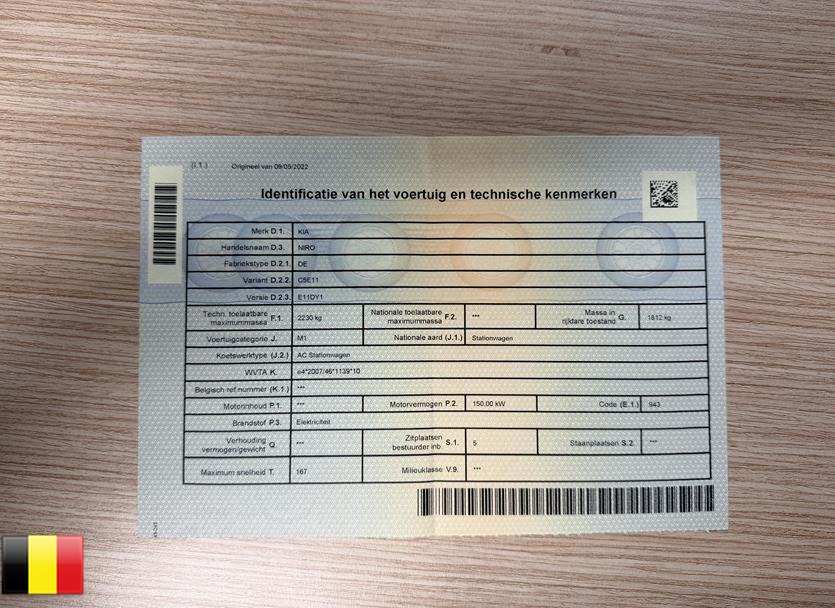 (I.1.) Origineel van 09/05/2022
Identificatie van het voertuig en technische kenmerken
Merk D.1. KIA
Handelsnaam D.3. NIRO
Fabriekstype D.2.1. DE
Variant D.2.2. C5E11
Versie D.2.3. E11DY1
Techn. toelaatbare maximummassa F.1. 2230 kg Nationale toelaatbare maximummassa F.2. *** Massa in rijklare toestand G. 1812 kg
Voertuigcategorie J. M1 Nationale aard (J.1.) Stationwagen
Koetswerktype (J.2.) AC Stationwagen
WVTA K. e4*2007/46*1139*10
Belgisch ref nummer (K.1.) ***
Motorinhoud P.1. *** Motorvermogen P.2. 150,00 kW Code (E.1.) 943
Brandstof P.3. Elektriciteit
Verhouding vermogen/gewicht Q. *** Zitplaatsen bestuurder inb. S.1. 5 Staanplaatsen S.2. ***
Maximum snelheid T. 167 Milieuklasse V.9. ***